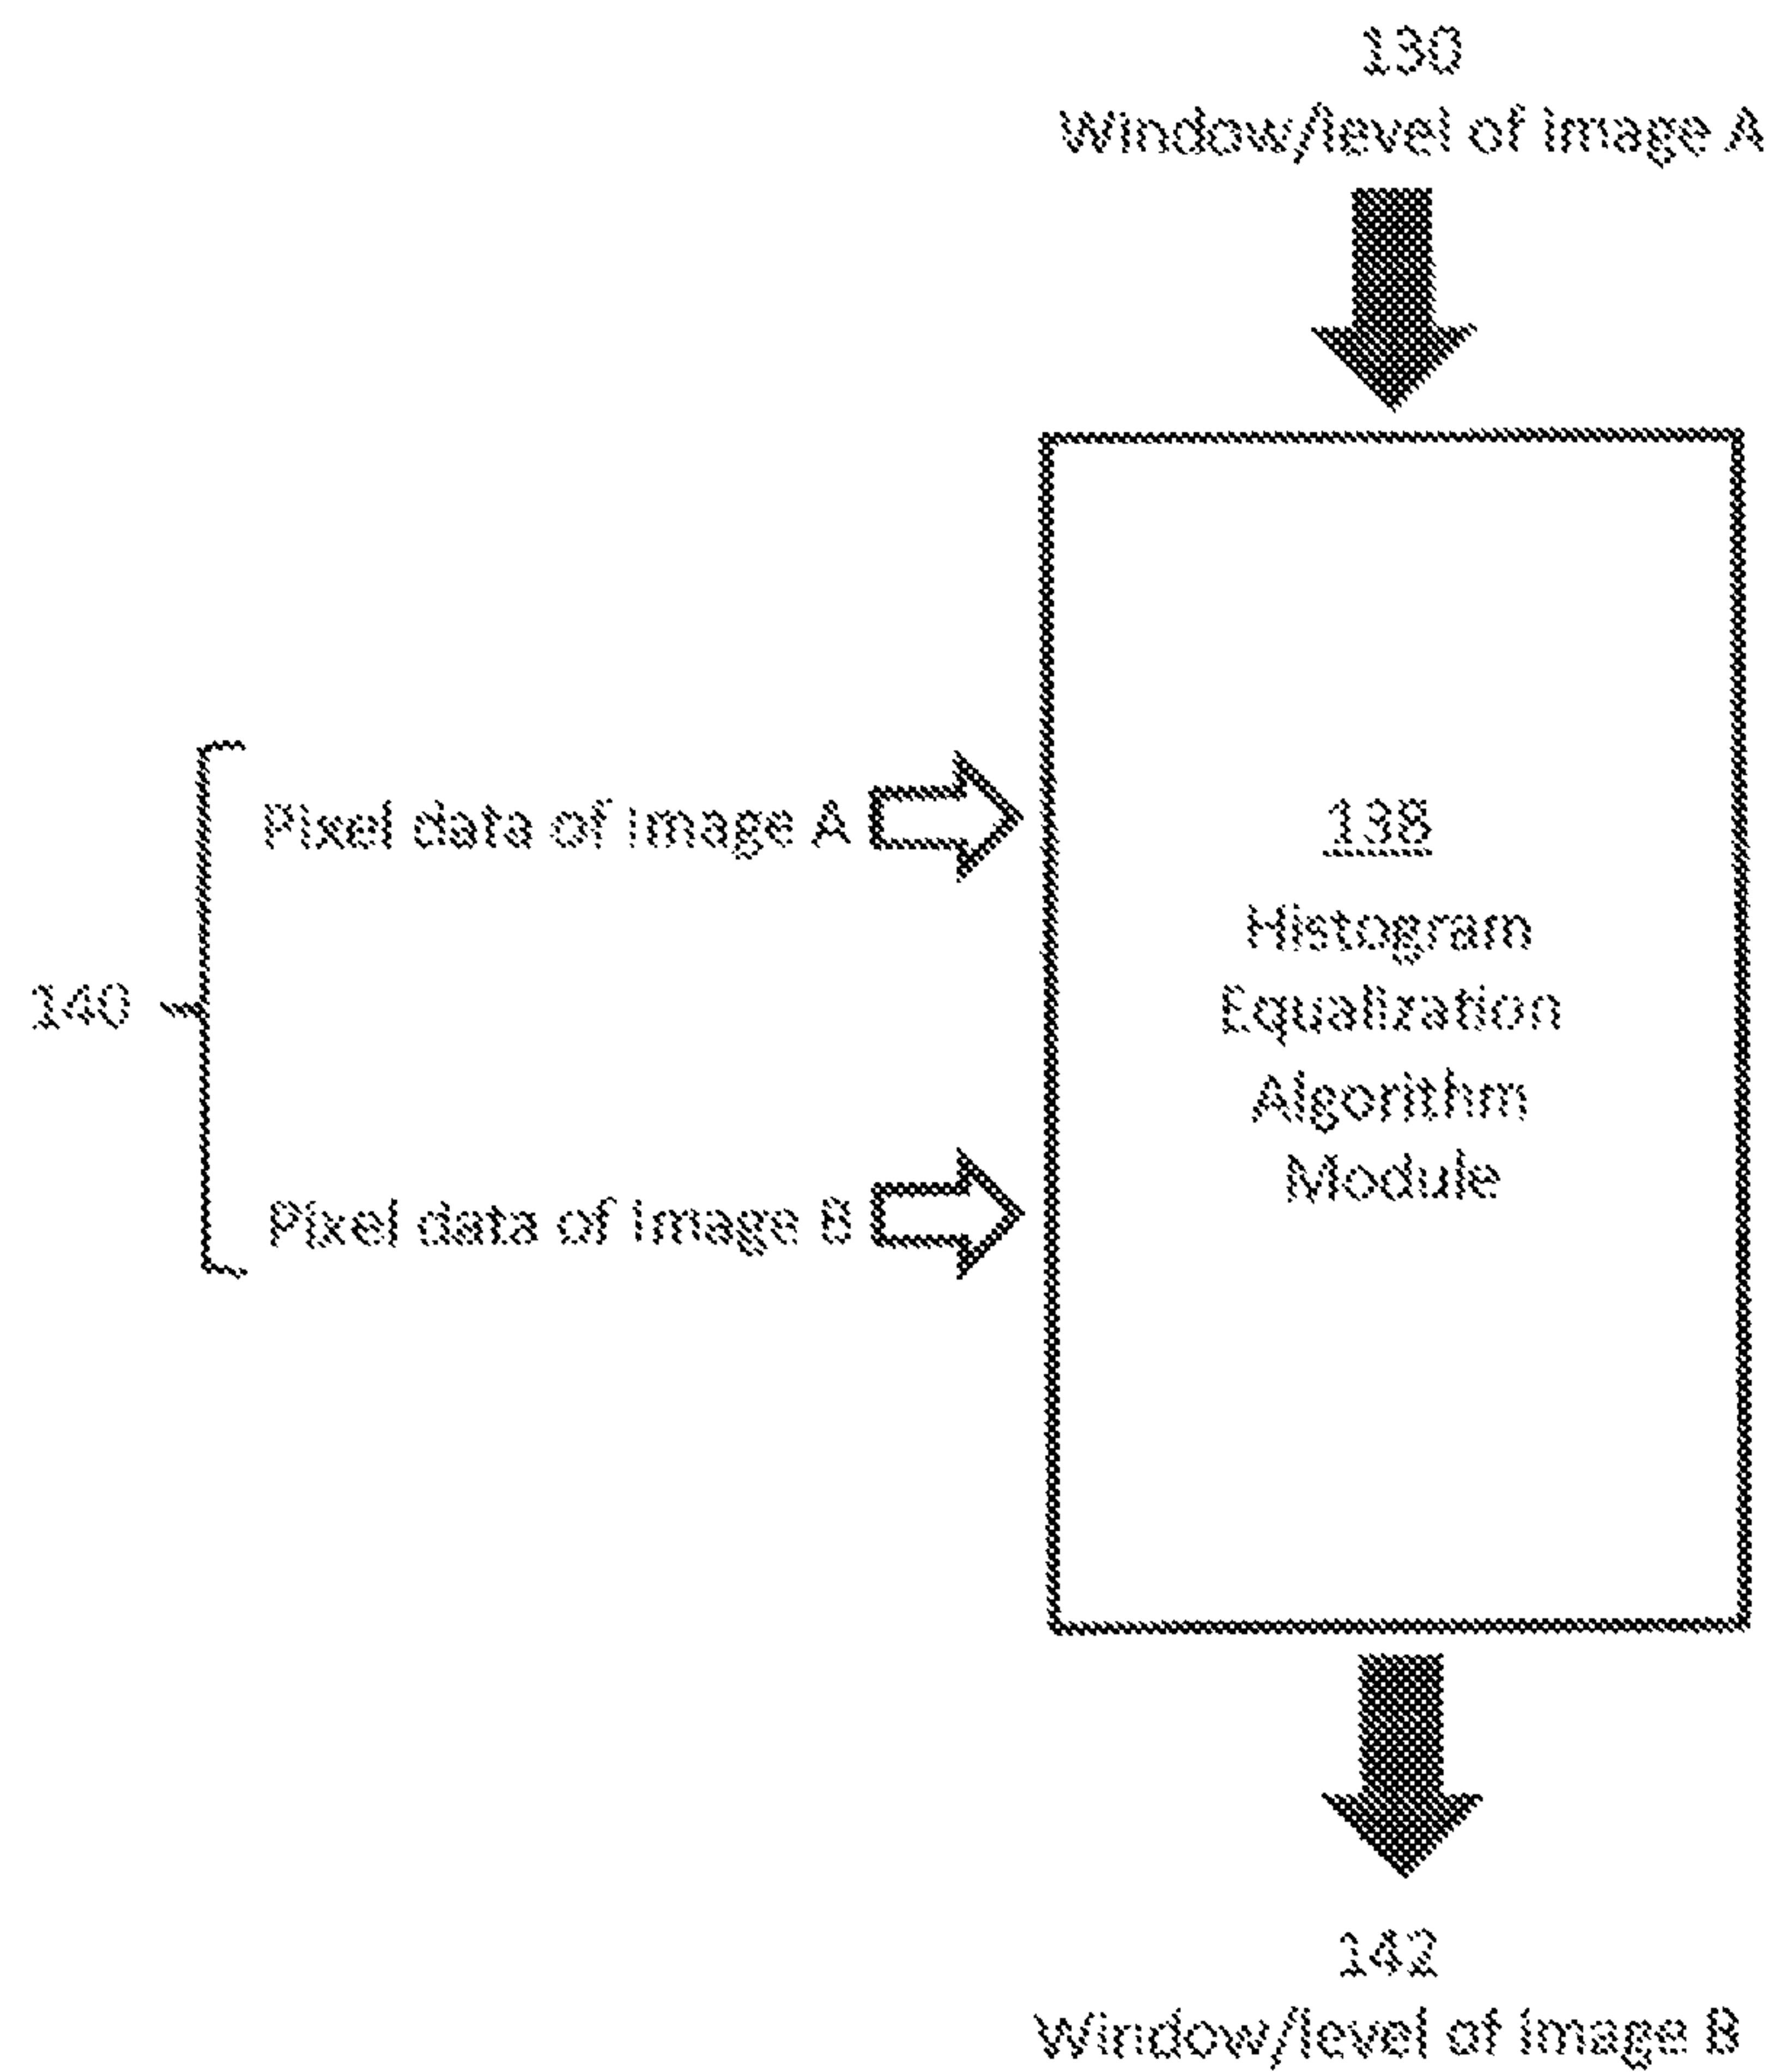 130
Window/level of Image A
Pixel data of Image A
138
Histogram
Equalization
Algorithm
Module
140
Pixel data of Image B
142
Window/level of Image B